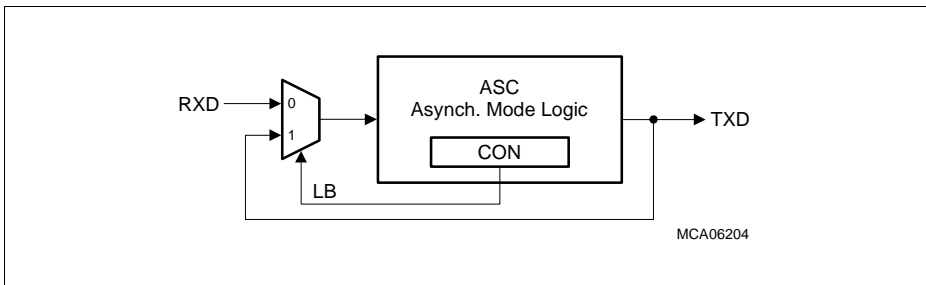 ASC
Asynch. Mode Logic
RXD
0
TXD
1
CON
LB
MCA06204